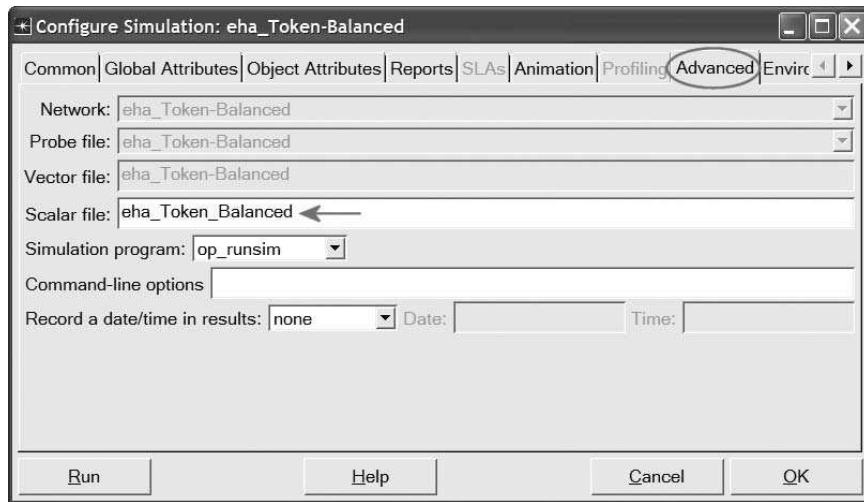 Configure Simulation: eha_Token-Balanced
Common Global Attributes Object Attributes Reports SLAs Animation Profiling Advanced
Network: eha_Token-Balanced
Probe file: eha_Token-Balanced
Vector file: eha_Token-Balanced
Scalar file: eha_Token_Balanced
Simulation program: op_runsim
Command-line options
Record a date/time in results: none Date: Time:
Run Help Cancel OK